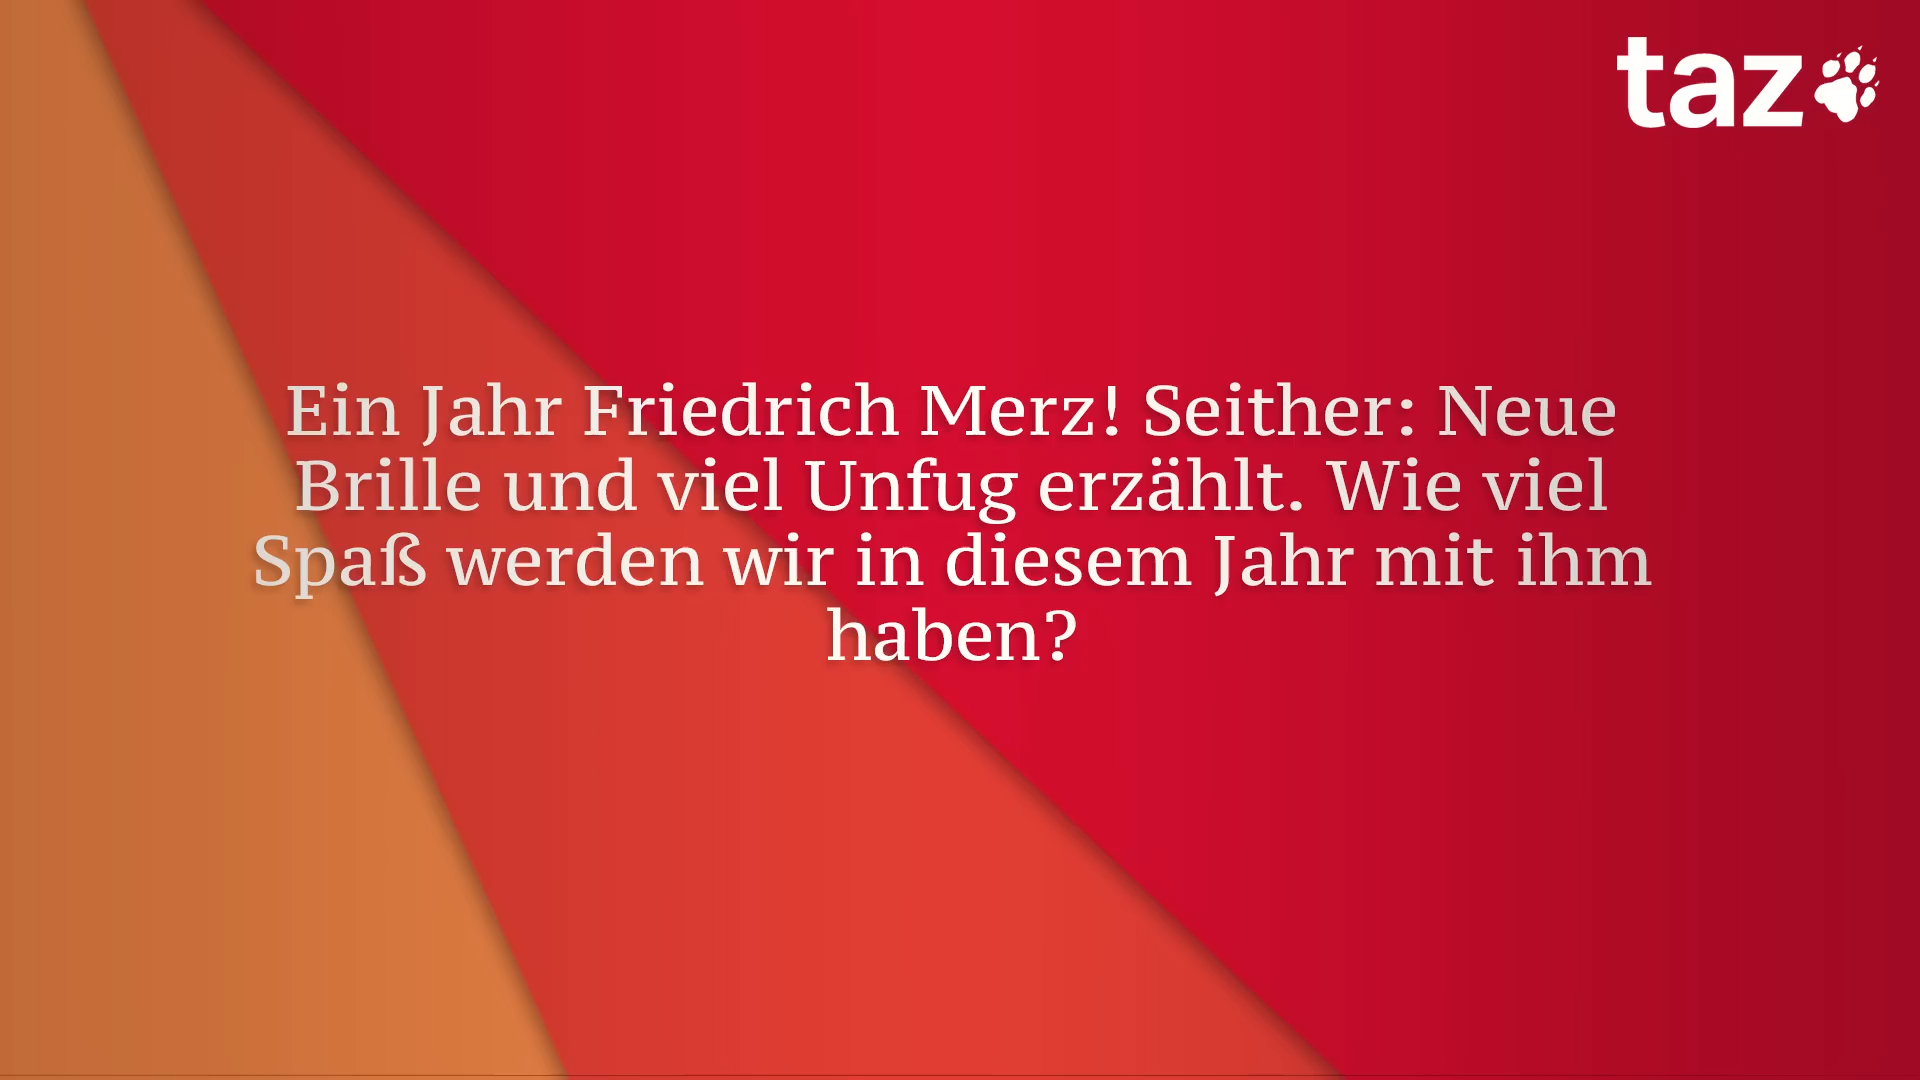 taz
Ein Jahr Friedrich Merz! Seither: Neue
Brille und viel Unfug erzählt. Wie viel
Spaß werden wir in diesem Jahr mit ihm
haben?